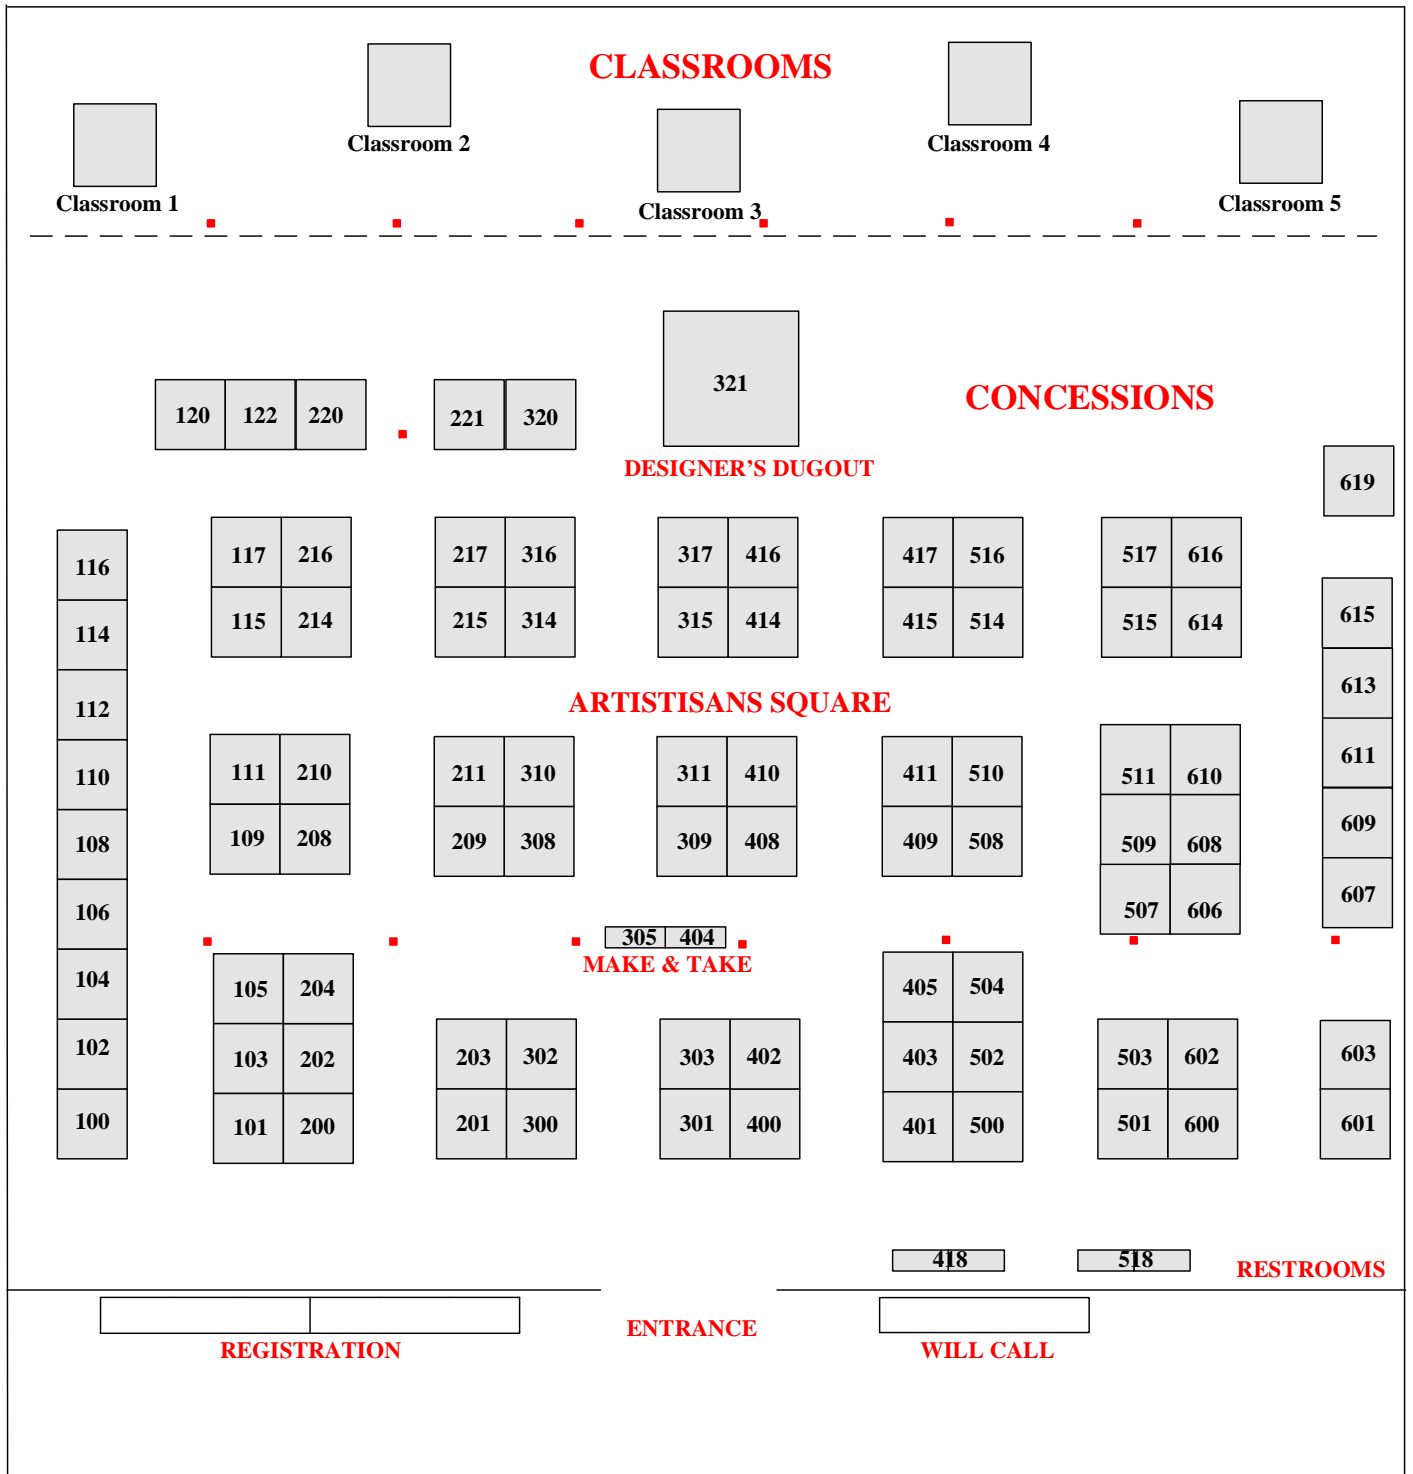 CLASSROOMS
Classroom 2 Classroom 4
Classroom 1 Classroom 3 Classroom 5
321
CONCESSIONS
120 122 220 221 320
DESIGNER'S DUGOUT
619
117 216 217 316 317 416 417 516 517 616
116
115 214 215 314 315 414 415 514 515 614 615
114
613
ARTISTISANS SQUARE
112
611
111 210 211 310 311 410 411 510 511 610
110
609
109 208 209 308 309 408 409 508 509 608
108
607
106 507 606
305 404
MAKE & TAKE
104 105 204 405 504
102 103 202 203 302 303 402 403 502 503 602 603
100 101 200 201 300 301 400 401 500 501 600 601
418 518 RESTROOMS
ENTRANCE
REGISTRATION WILL CALL